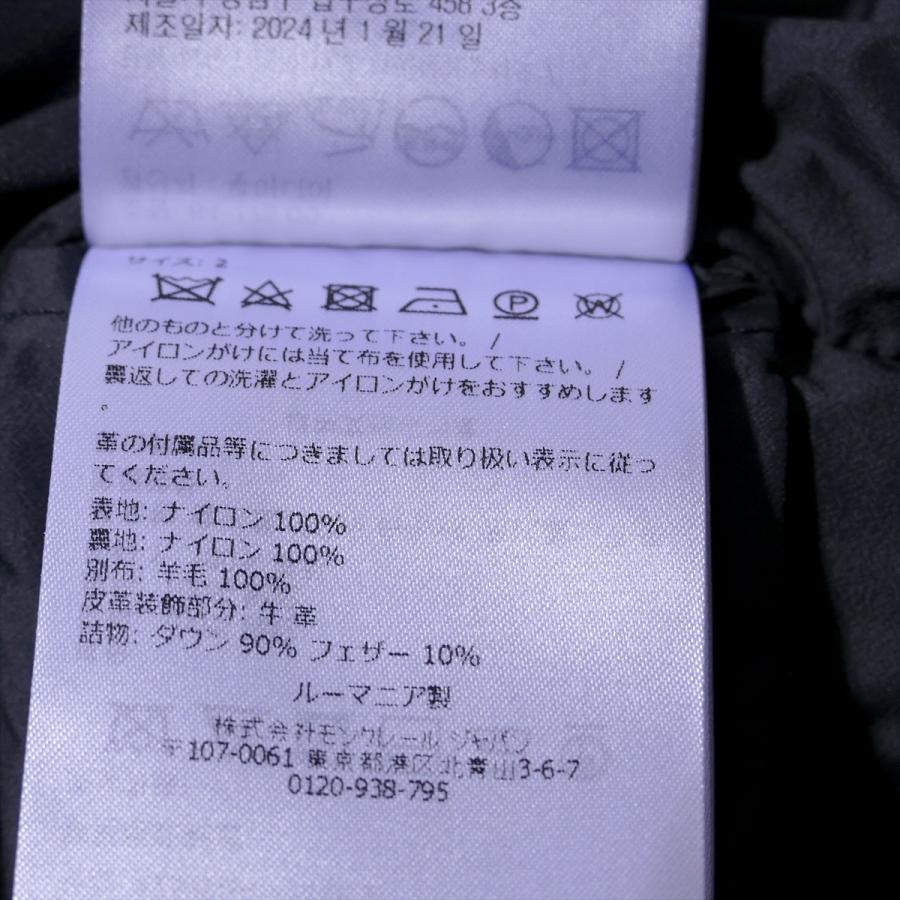 458 3층
제조일자: 2024 년 1 월 21 일
サイズ: 2
他のものと分けて洗って下さい。 /
アイロンがけには当て布を使用して下さい。 /
裏返しての洗濯とアイロンがけをおすすめします
。
革の付属品等につきましては取り扱い表示に従っ
てください。
表地: ナイロン 100%
裏地: ナイロン 100%
別布: 羊毛 100%
皮革装飾部分: 牛 革
詰物: ダウン 90% フェザー 10%
ルーマニア製
株式会社モンクレール ジャパン
〒107-0061 東京都港区北青山3-6-7
0120-938-795